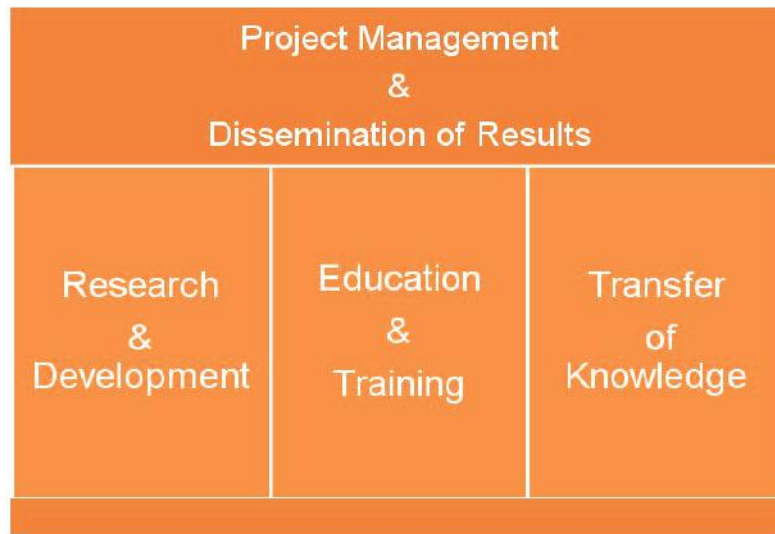 Project Management
&
Dissemination of Results
Research
&
Development
Education
&
Training
Transfer
of
Knowledge